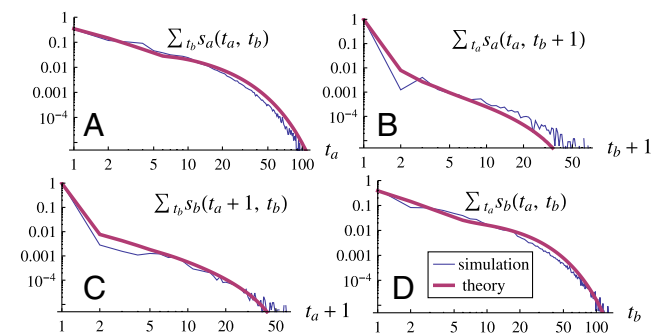 1
0.1
0.01
0.001
10⁻⁴
A
∑ t_b s_a(t_a, t_b)
1 2 5 10 20 50 100 t_a
1
0.1
0.01
0.001
10⁻⁴
B
∑ t_a s_a(t_a, t_b + 1)
1 2 5 10 20 50 t_b + 1
1
0.1
0.01
0.001
10⁻⁴
C
∑ t_b s_b(t_a + 1, t_b)
1 2 5 10 20 50 t_a + 1
1
0.1
0.01
0.001
10⁻⁴
D
∑ t_a s_b(t_a, t_b)
simulation
theory
1 2 5 10 20 50 100 t_b